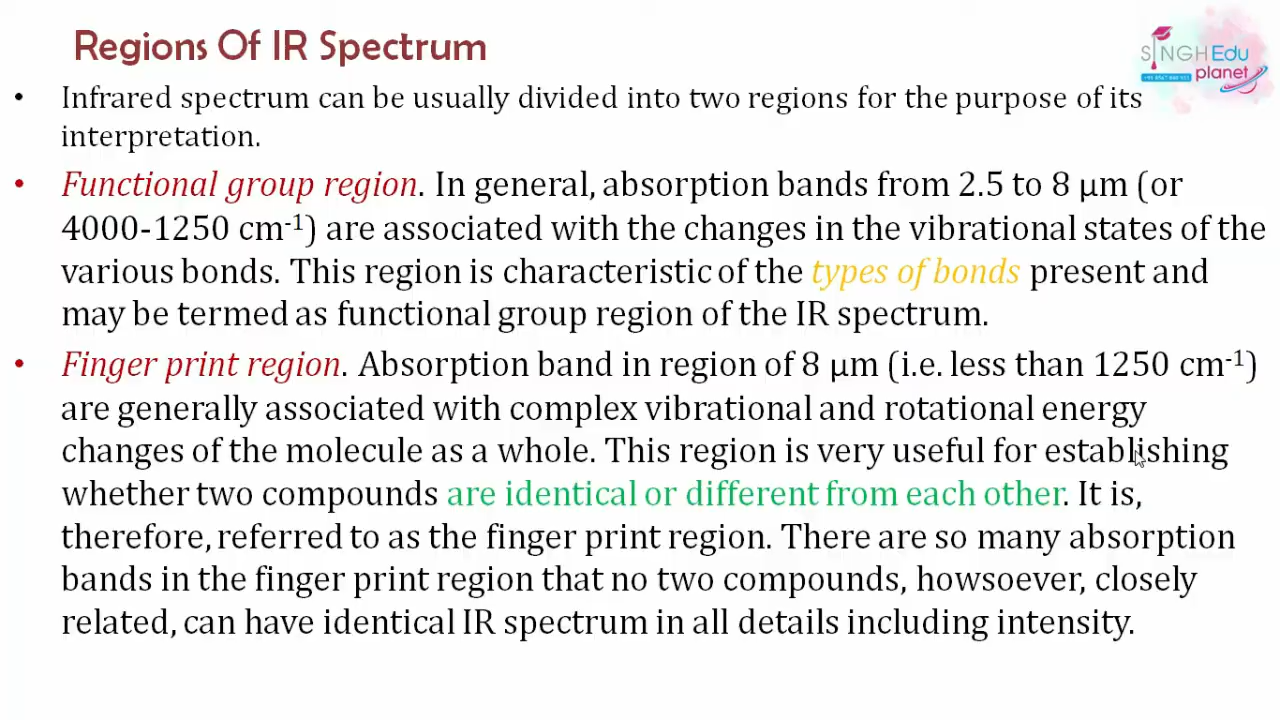 Regions Of IR Spectrum
SINGH Edu
planet
• Infrared spectrum can be usually divided into two regions for the purpose of its
interpretation.
• Functional group region. In general, absorption bands from 2.5 to 8 μm (or
4000-1250 cm-1) are associated with the changes in the vibrational states of the
various bonds. This region is characteristic of the types of bonds present and
may be termed as functional group region of the IR spectrum.
• Finger print region. Absorption band in region of 8 μm (i.e. less than 1250 cm-1)
are generally associated with complex vibrational and rotational energy
changes of the molecule as a whole. This region is very useful for establishing
whether two compounds are identical or different from each other. It is,
therefore, referred to as the finger print region. There are so many absorption
bands in the finger print region that no two compounds, howsoever, closely
related, can have identical IR spectrum in all details including intensity.